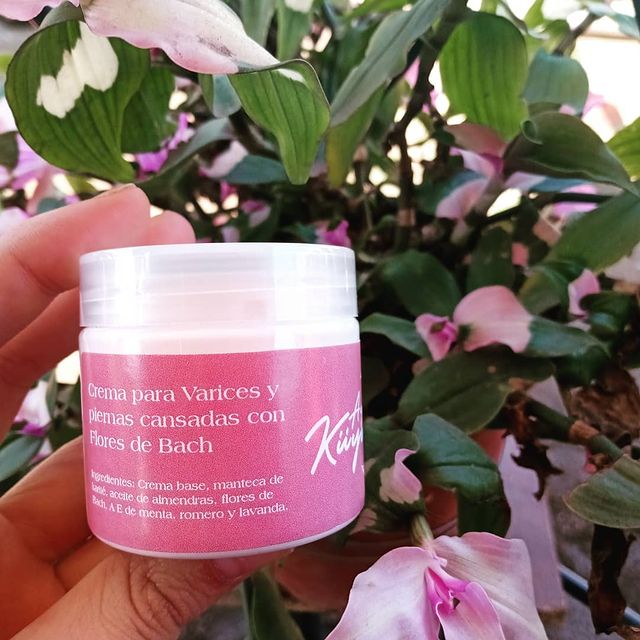 Crema para Varices y
piernas cansadas con
Flores de Bach
Ingredientes: Crema base, manteca de
karité, aceite de almendras, flores de
Bach, A E de menta, romero y lavanda.